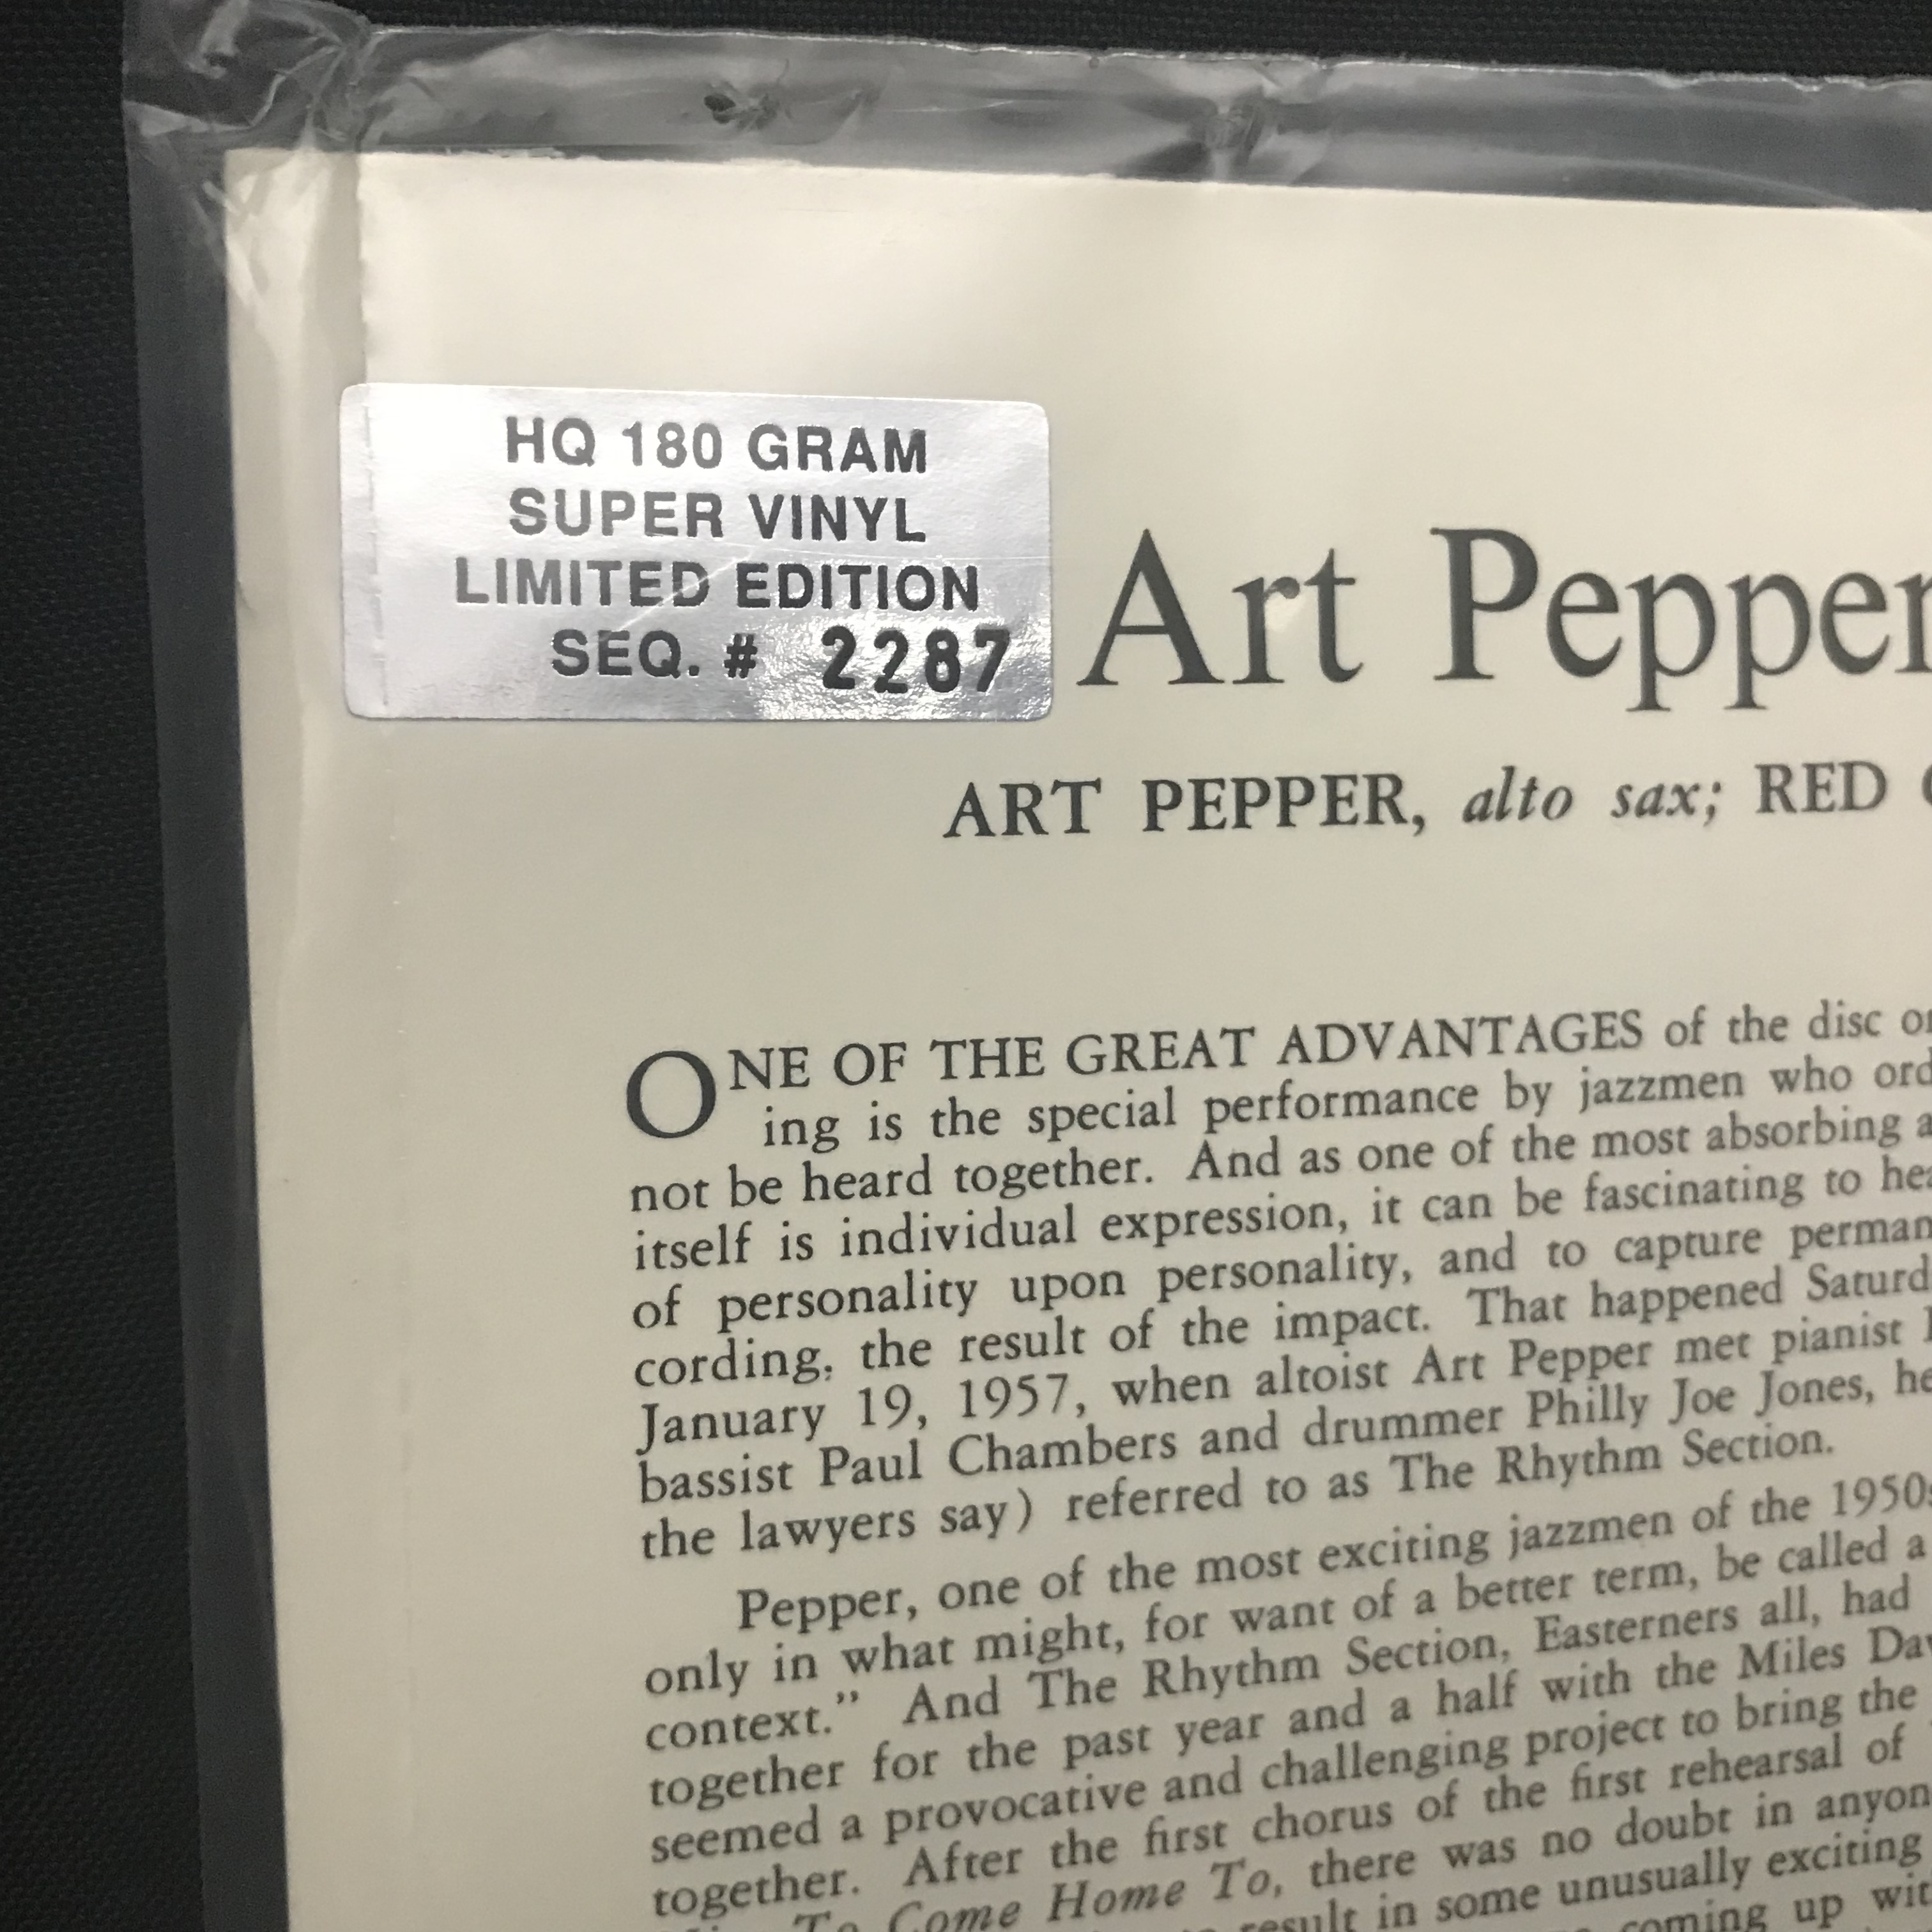 HQ 180 GRAM
SUPER VINYL
LIMITED EDITION
SEQ. # 2287
Art Pepper
ART PEPPER, alto sax; RED
ONE OF THE GREAT ADVANTAGES of the disc
ing is the special performance by jazzmen who
not be heard together. And as one of the most absorbing
itself is individual expression, it can be fascinating to
of personality upon personality, and to capture
cording, the result of the impact. That happened
January 19, 1957, when altoist Art Pepper met pianist
bassist Paul Chambers and drummer Philly Joe Jones,
the lawyers say) referred to as The Rhythm Section.
Pepper, one of the most exciting jazzmen of the 1950s
only in what might, for want of a better term, be called a
context.” And The Rhythm Section, Easterners all, had
together for the past year and a half with the Miles
seemed a provocative and challenging project to bring the
together. After the first chorus of the first rehearsal of
To Come Home To, there was no doubt in
result in some unusually exciting
coming up